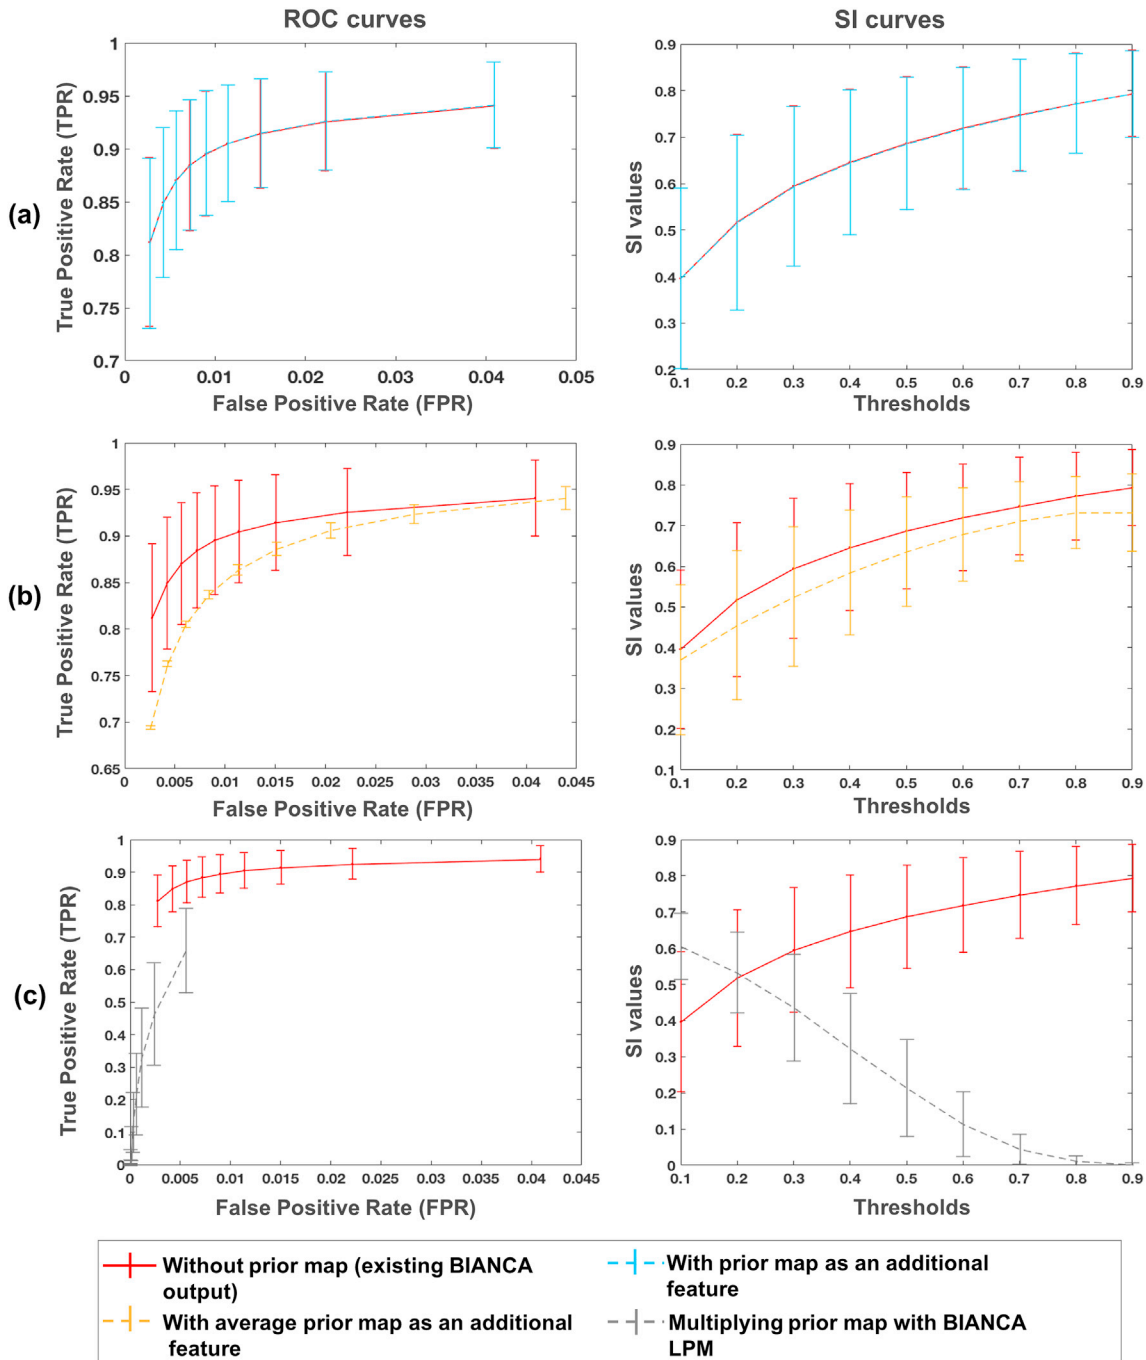 ROC curves
SI curves
(a)
True Positive Rate (TPR)
1
0.95
0.9
0.85
0.8
0.75
0.7
0 0.01 0.02 0.03 0.04 0.05
False Positive Rate (FPR)
SI values
0.9
0.8
0.7
0.6
0.5
0.4
0.3
0.2
0.1 0.2 0.3 0.4 0.5 0.6 0.7 0.8 0.9
Thresholds
(b)
True Positive Rate (TPR)
1
0.95
0.9
0.85
0.8
0.75
0.7
0.65
0 0.005 0.01 0.015 0.02 0.025 0.03 0.035 0.04 0.045
False Positive Rate (FPR)
SI values
0.9
0.8
0.7
0.6
0.5
0.4
0.3
0.2
0.1
0.1 0.2 0.3 0.4 0.5 0.6 0.7 0.8 0.9
Thresholds
(c)
True Positive Rate (TPR)
1
0.9
0.8
0.7
0.6
0.5
0.4
0.3
0.2
0.1
0
0 0.005 0.01 0.015 0.02 0.025 0.03 0.035 0.04 0.045
False Positive Rate (FPR)
SI values
0.9
0.8
0.7
0.6
0.5
0.4
0.3
0.2
0.1
0
0.1 0.2 0.3 0.4 0.5 0.6 0.7 0.8 0.9
Thresholds
Without prior map (existing BIANCA
output)
With average prior map as an additional
feature
With prior map as an additional
feature
Multiplying prior map with BIANCA
LPM